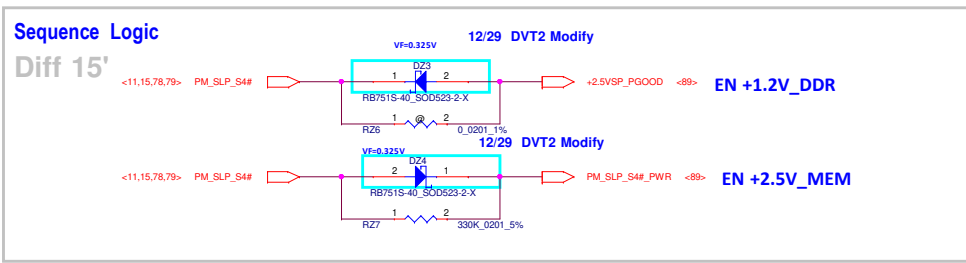 Sequence Logic
Diff 15'
12/29 DVT2 Modify
VF=0.325V
DZ3
<11,15,78,79> PM_SLP_S4# 1 2 +2.5VSP_PGOOD <89> EN +1.2V_DDR
RB751S-40_SOD523-2-X
1 @ 2
RZ6 0_0201_1%
12/29 DVT2 Modify
VF=0.325V
DZ4
<11,15,78,79> PM_SLP_S4# 2 1 PM_SLP_S4#_PWR <89> EN +2.5V_MEM
RB751S-40_SOD523-2-X
1 2
RZ7 330K_0201_5%